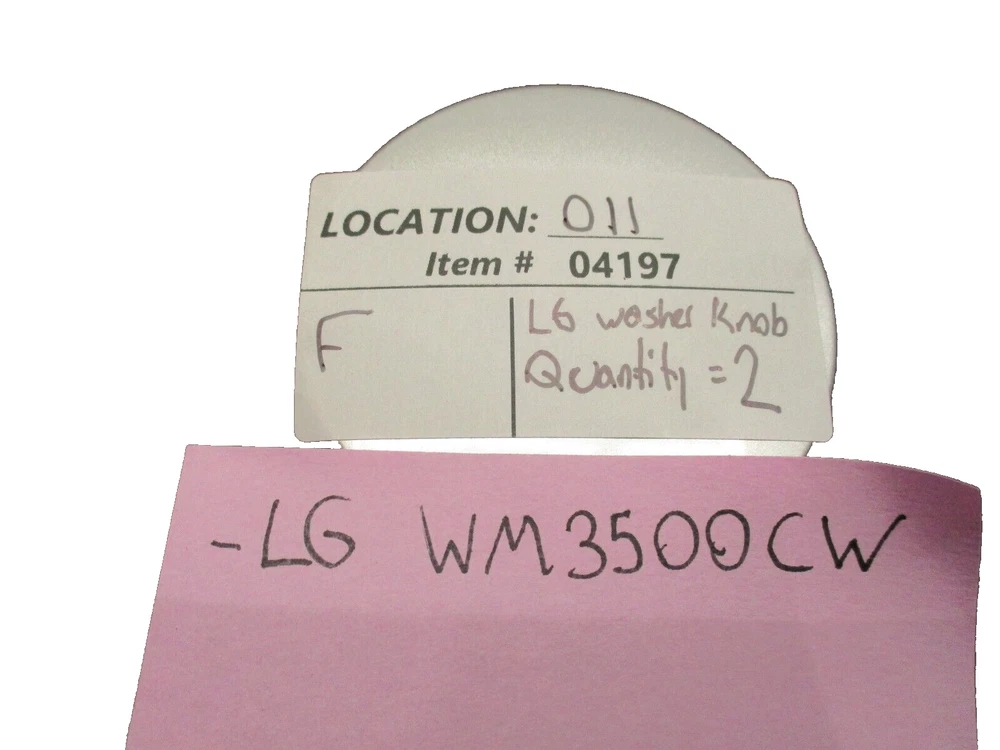 LOCATION: 011
Item # 04197
F
LG washer Knob
Quantity = 2
- LG WM3500CW